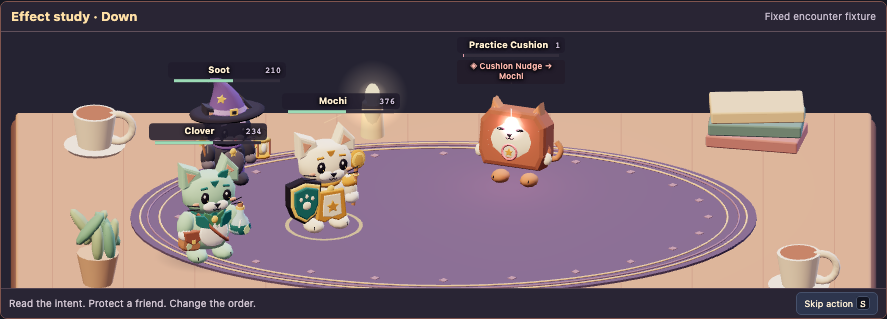 Effect study · Down
Fixed encounter fixture
Practice Cushion 1
◈ Cushion Nudge →
Mochi
Soot 210
Mochi 376
Clover 234
Read the intent. Protect a friend. Change the order.
Skip action S